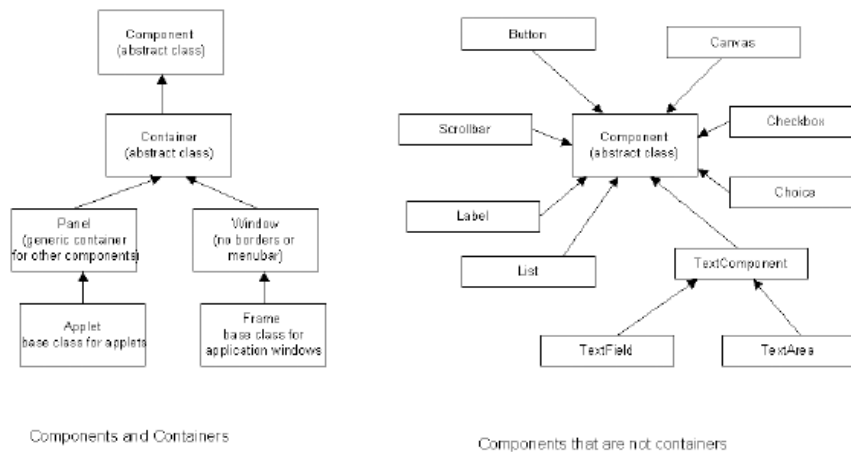 Component
(abstract class)
Container
(abstract class)
Panel
(generic container
for other components)
Window
(no borders or
menubar)
Applet
base class for applets
Frame
base class for
application windows
Components and Containers
Button
Canvas
Scrollbar
Component
(abstract class)
Checkbox
Choice
Label
List
TextComponent
TextField
TextArea
Components that are not containers